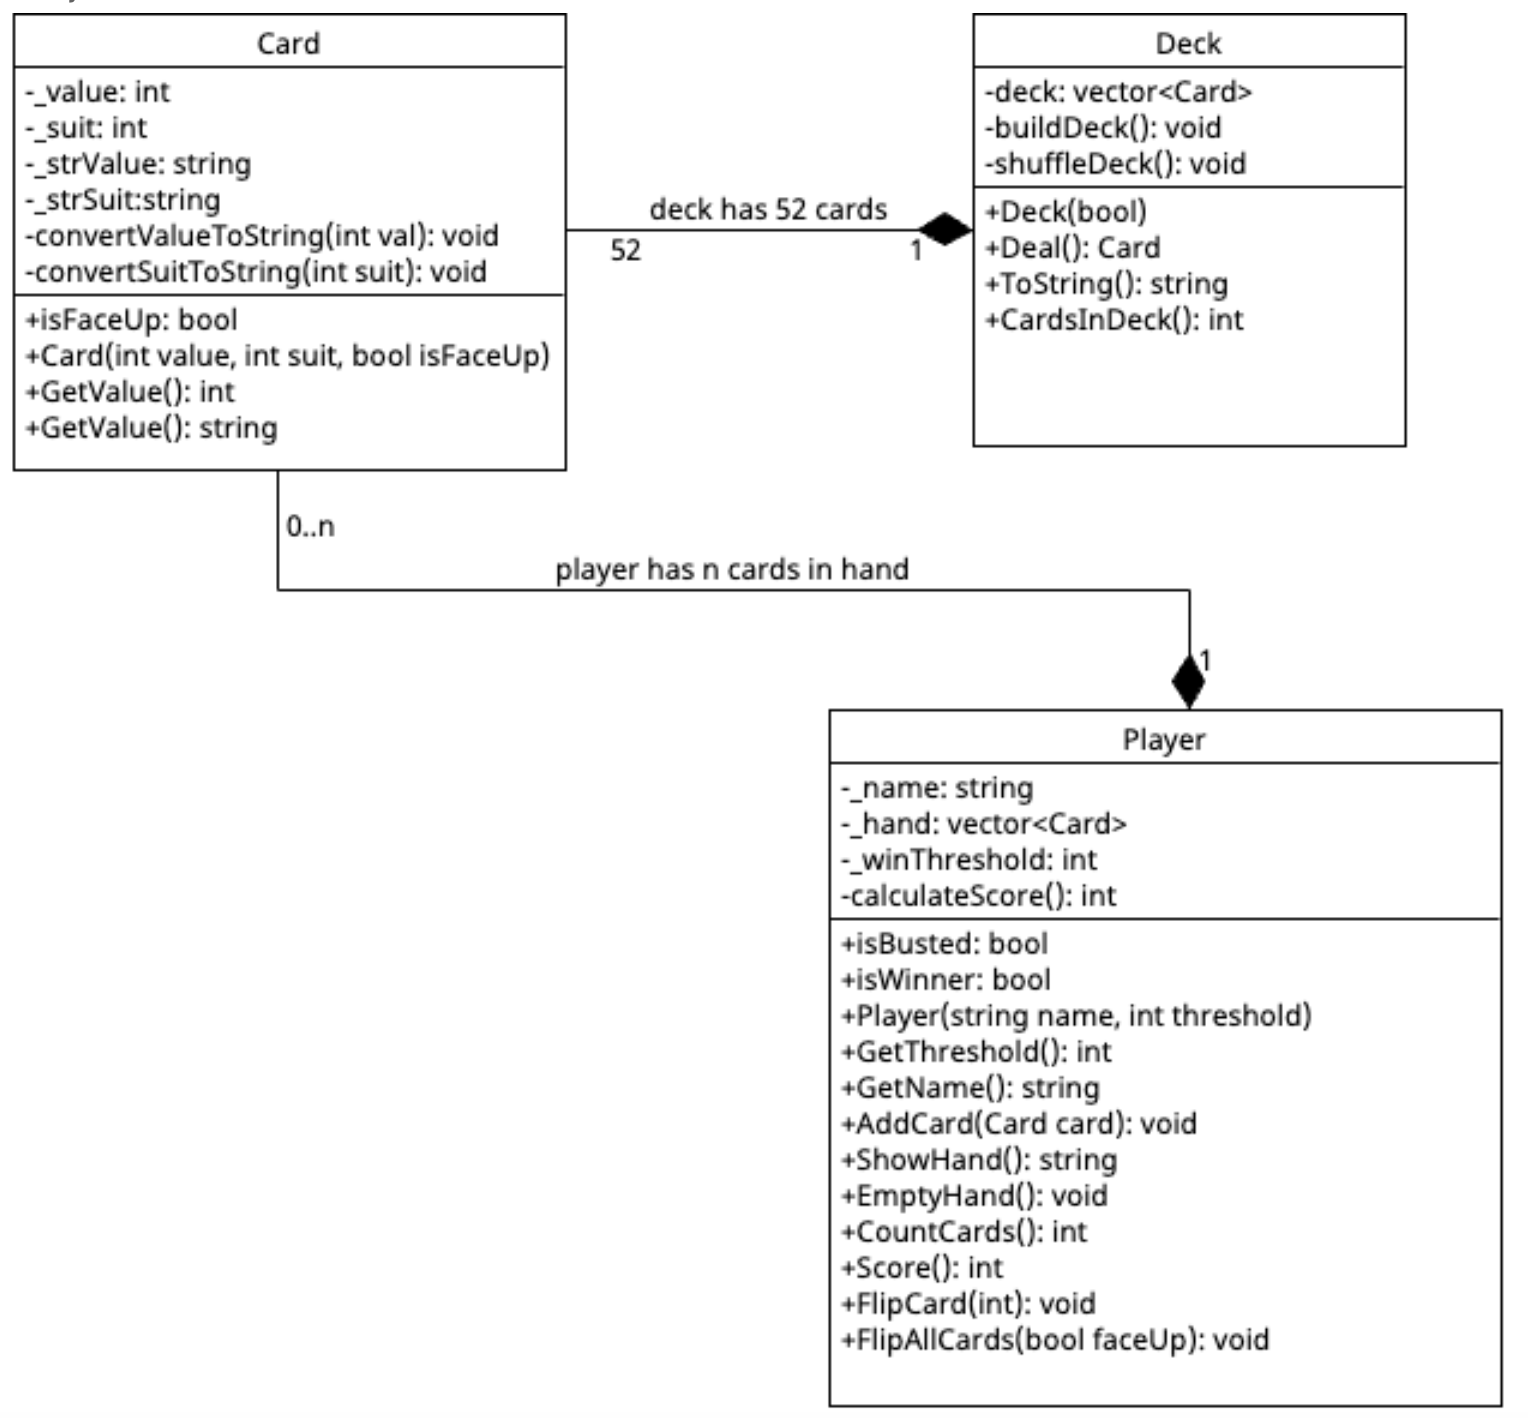 Card
-_value: int
-_suit: int
-_strValue: string
-_strSuit:string
-convertValueToString(int val): void
-convertSuitToString(int suit): void
+isFaceUp: bool
+Card(int value, int suit, bool isFaceUp)
+GetValue(): int
+GetValue(): string
deck has 52 cards
52
1
Deck
-deck: vector<Card>
-buildDeck(): void
-shuffleDeck(): void
+Deck(bool)
+Deal(): Card
+ToString(): string
+CardsInDeck(): int
0..n
player has n cards in hand
1
Player
-_name: string
-_hand: vector<Card>
-_winThreshold: int
-calculateScore(): int
+isBusted: bool
+isWinner: bool
+Player(string name, int threshold)
+GetThreshold(): int
+GetName(): string
+AddCard(Card card): void
+ShowHand(): string
+EmptyHand(): void
+CountCards(): int
+Score(): int
+FlipCard(int): void
+FlipAllCards(bool faceUp): void